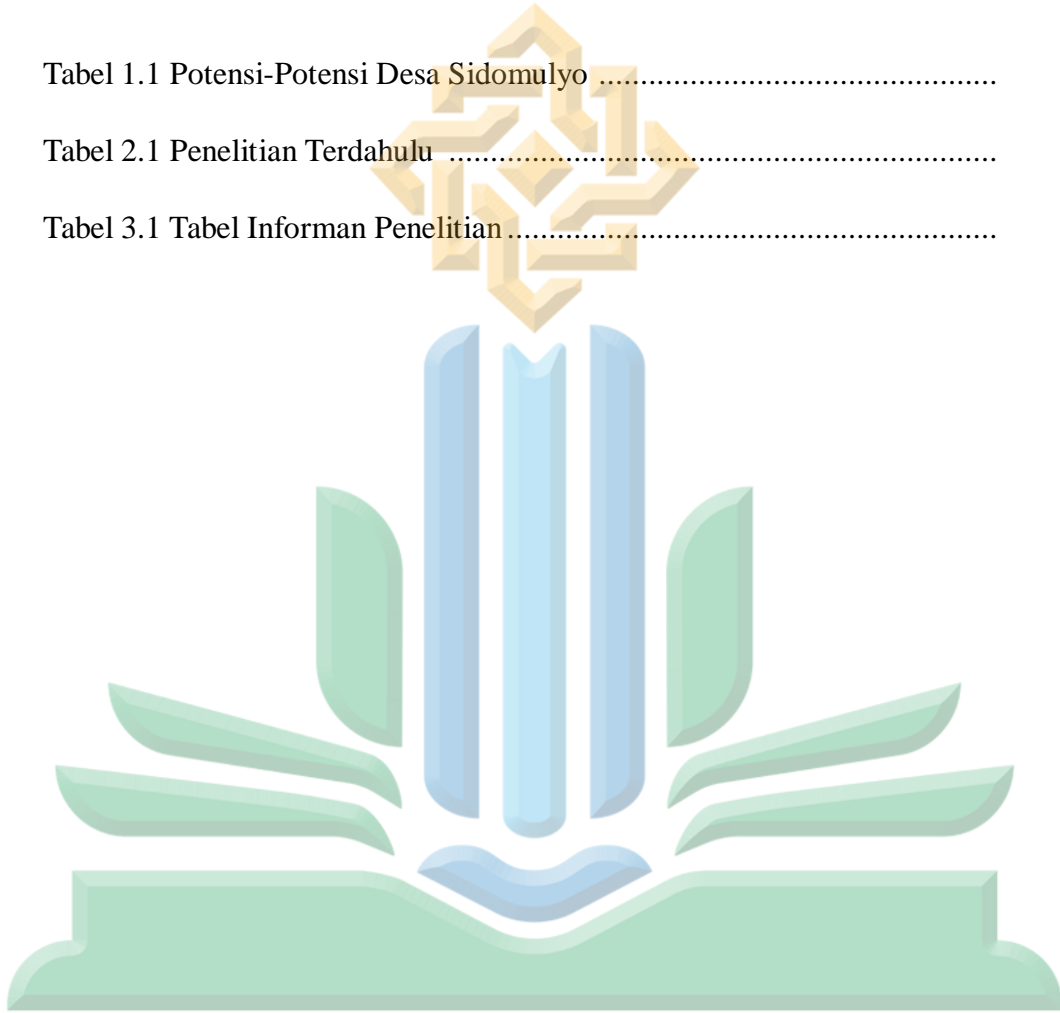 Tabel 1.1 Potensi-Potensi Desa Sidomulyo ................................................
Tabel 2.1 Penelitian Terdahulu ..................................................................
Tabel 3.1 Tabel Informan Penelitian ...........................................................